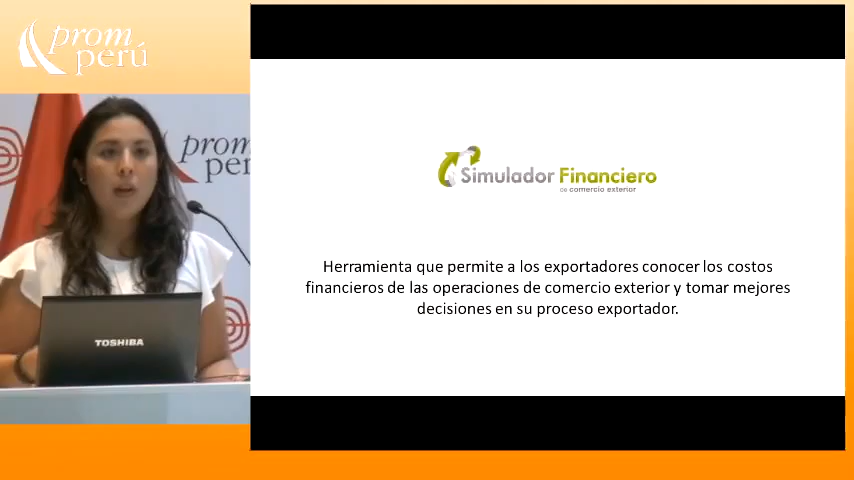 prom
perú
prom
per
TOSHIBA
Simulador Financiero
de comercio exterior
Herramienta que permite a los exportadores conocer los costos
financieros de las operaciones de comercio exterior y tomar mejores
decisiones en su proceso exportador.